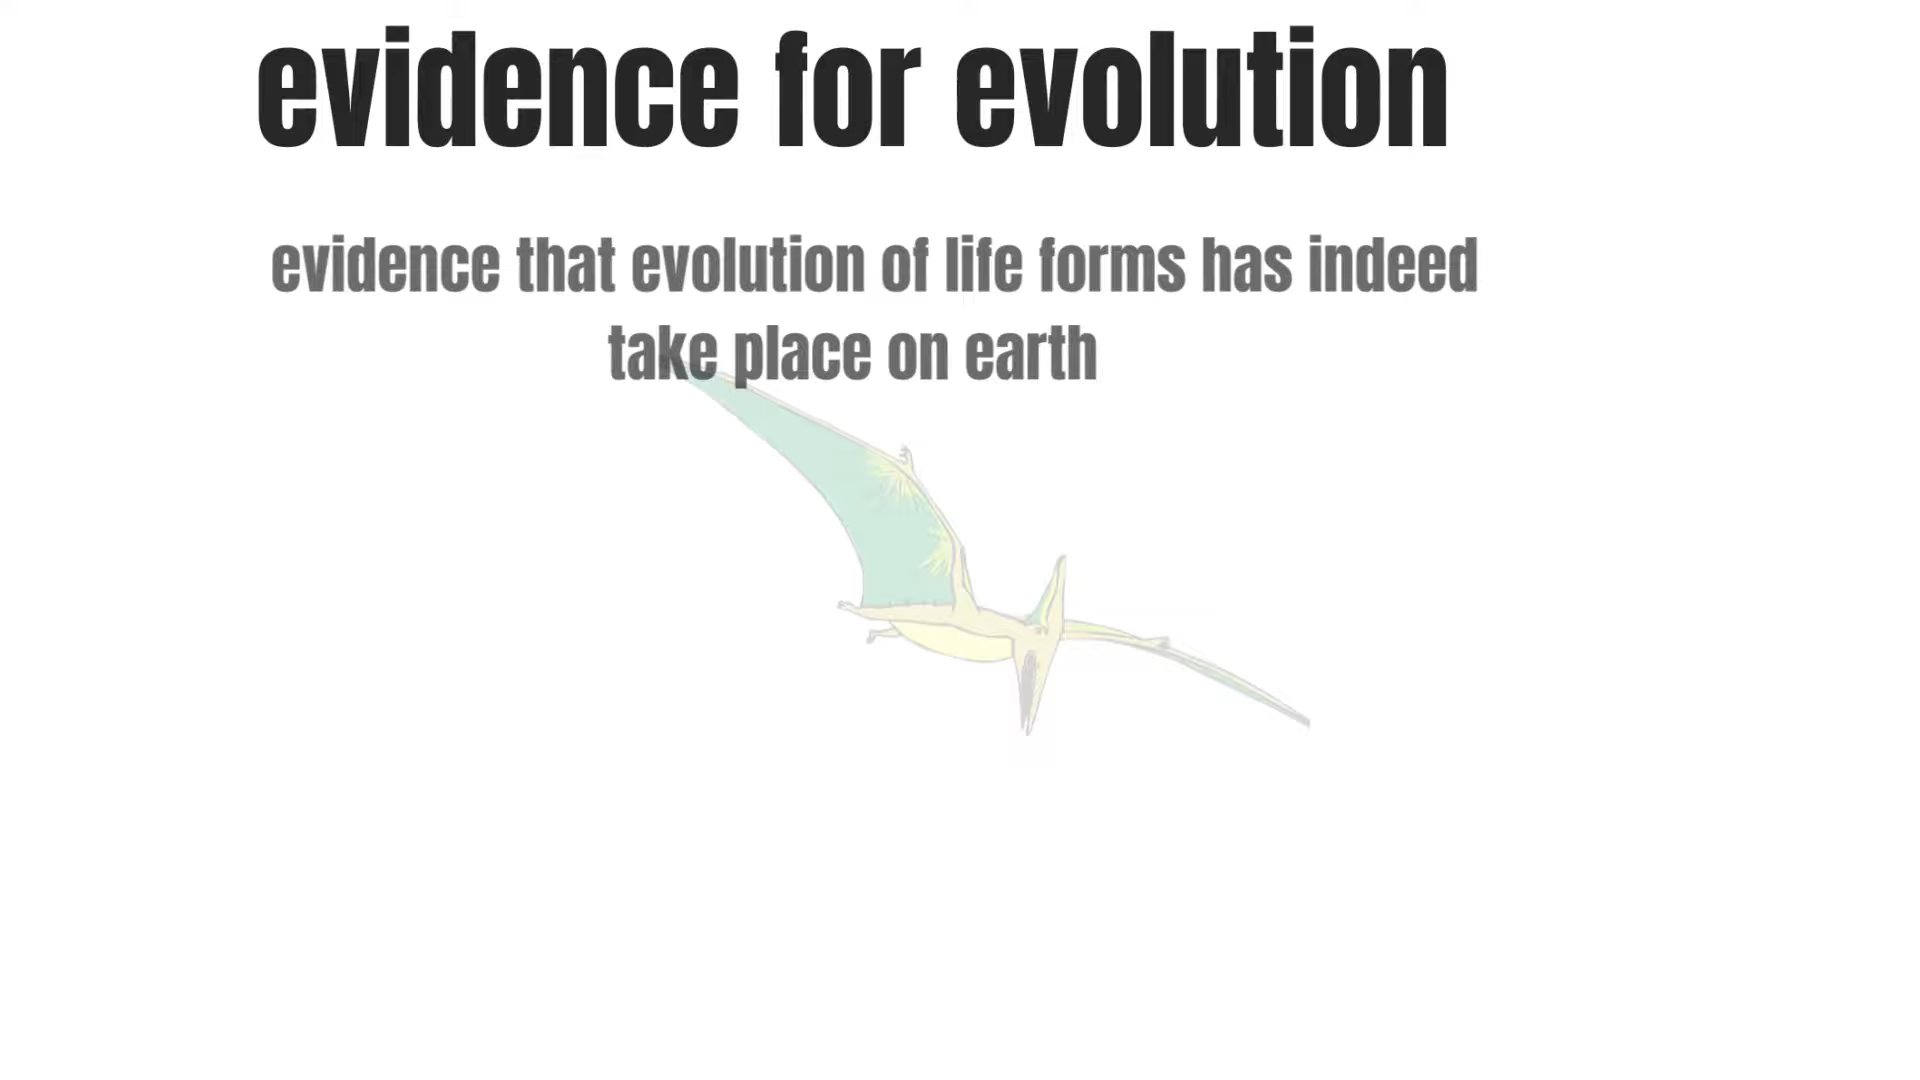 evidence for evolution
evidence that evolution of life forms has indeed
take place on earth